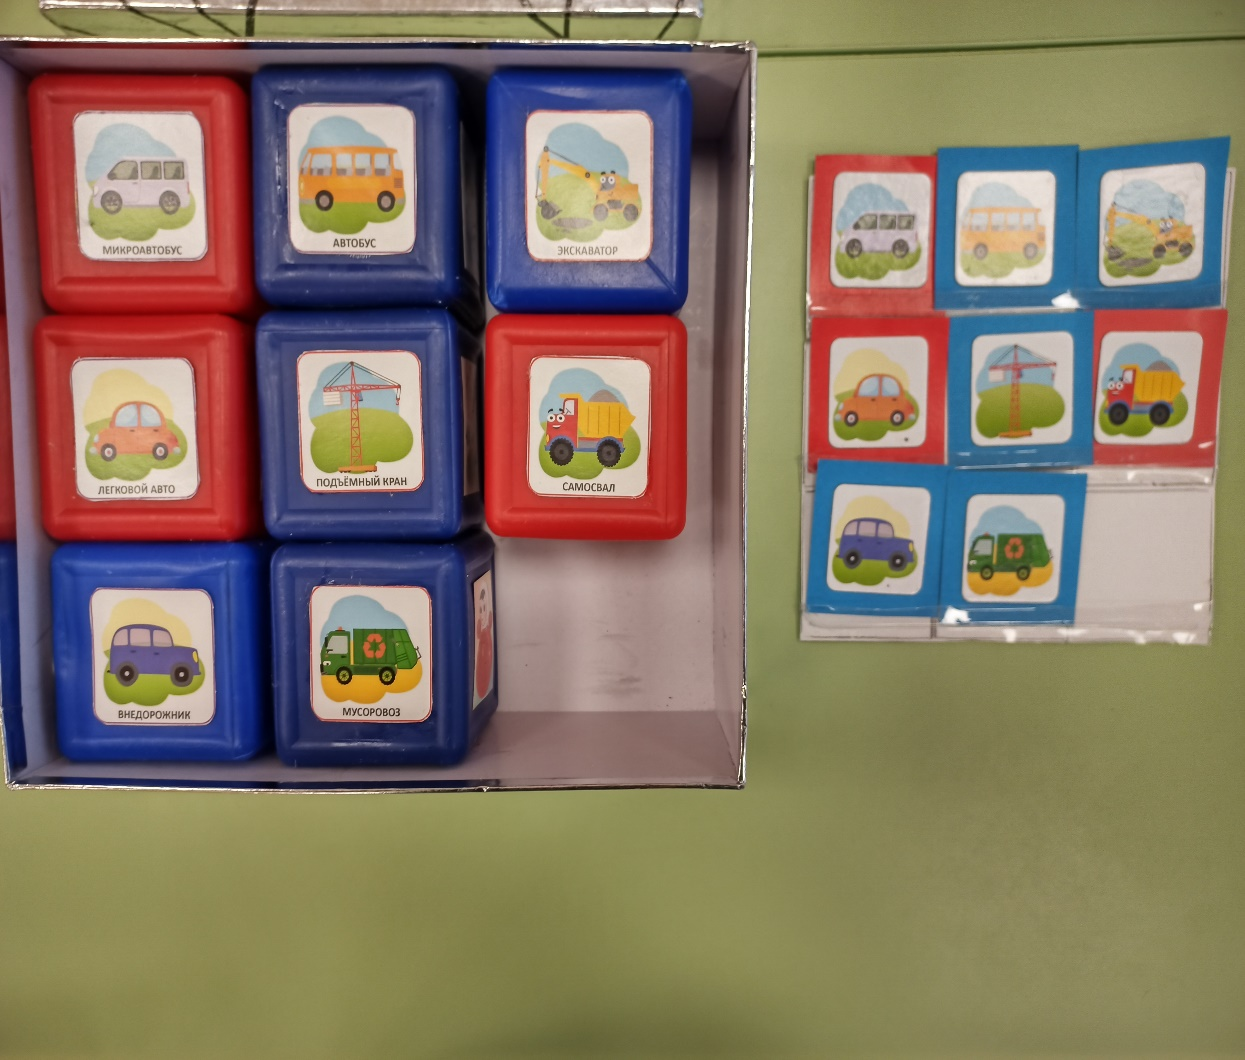 МИКРОАВТОБУС
АВТОБУС
ЭКСКАВАТОР
ЛЕГКОВОЙ АВТО
ПОДЪЁМНЫЙ КРАН
САМОСВАЛ
ВНЕДОРОЖНИК
МУСОРОВОЗ